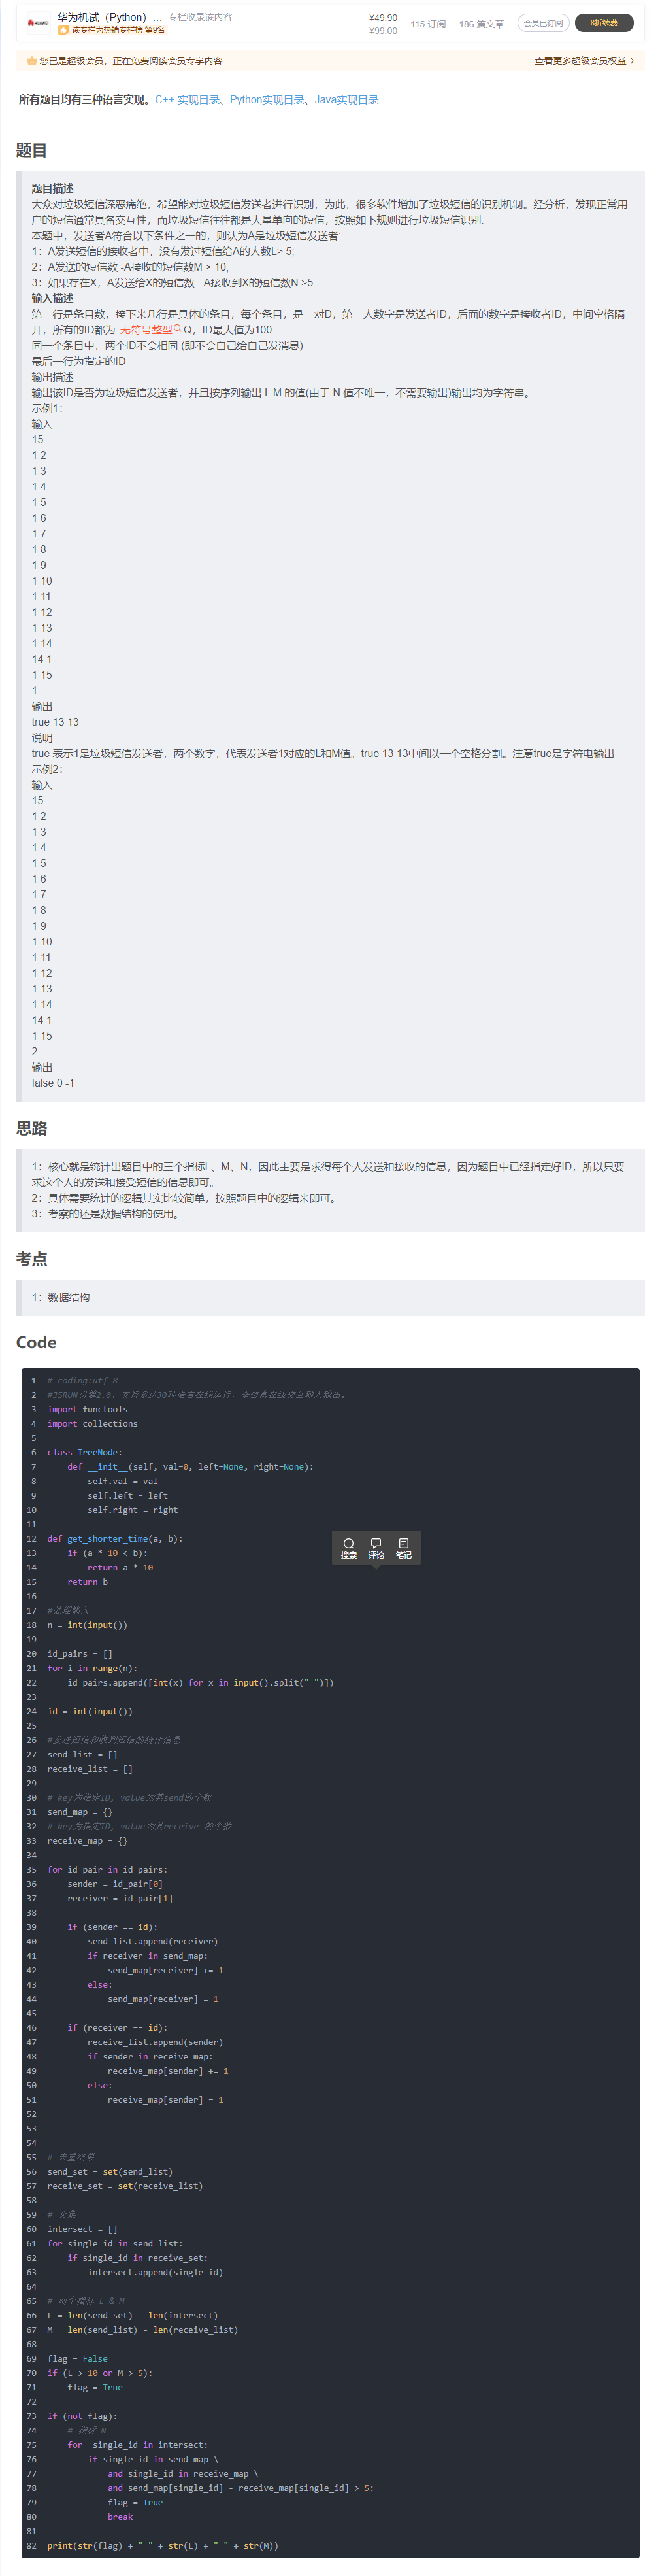 华为机试（Python） ... 专栏收录该内容
该专栏为热销专栏榜 第9名
¥49.90
¥99.00
115 订阅
186 篇文章
会员已订阅
8折续费
您已是超级会员，正在免费阅读会员专享内容
查看更多超级会员权益 >
所有题目均有三种语言实现。C++ 实现目录、Python实现目录、Java实现目录
题目
题目描述
大众对垃圾短信深恶痛绝，希望能对垃圾短信发送者进行识别，为此，很多软件增加了垃圾短信的识别机制。经分析，发现正常用
户的短信通常具备交互性，而垃圾短信往往都是大量单向的短信，按照如下规则进行垃圾短信识别:
本题中，发送者A符合以下条件之一的，则认为A是垃圾短信发送者:
1：A发送短信的接收者中，没有发过短信给A的人数L> 5;
2：A发送的短信数 -A接收的短信数M > 10;
3：如果存在X，A发送给X的短信数 - A接收到X的短信数N >5.
输入描述
第一行是条目数，接下来几行是具体的条目，每个条目，是一对D，第一人数字是发送者ID，后面的数字是接收者ID，中间空格隔
开，所有的ID都为 无符号整型Q，ID最大值为100:
同一个条目中，两个ID不会相同 (即不会自己给自己发消息)
最后一行为指定的ID
输出描述
输出该ID是否为垃圾短信发送者，并且按序列输出 L M 的值(由于 N 值不唯一，不需要输出)输出均为字符串。
示例1：
输入
15
1 2
1 3
1 4
1 5
1 6
1 7
1 8
1 9
1 10
1 11
1 12
1 13
1 14
14 1
1 15
1
输出
true 13 13
说明
true 表示1是垃圾短信发送者，两个数字，代表发送者1对应的L和M值。true 13 13中间以一个空格分割。注意true是字符电输出
示例2：
输入
15
1 2
1 3
1 4
1 5
1 6
1 7
1 8
1 9
1 10
1 11
1 12
1 13
1 14
14 1
1 15
2
输出
false 0 -1
思路
1：核心就是统计出题目中的三个指标L、M、N，因此主要是求得每个人发送和接收的信息，因为题目中已经指定好ID，所以只要
求这个人的发送和接受短信的信息即可。
2：具体需要统计的逻辑其实比较简单，按照题目中的逻辑来即可。
3：考察的还是数据结构的使用。
考点
1：数据结构
Code
1 # coding:utf-8
2 #JSRUN引擎2.0，支持多达30种语言在线运行，全仿真在线交互输入输出。
3 import functools
4 import collections
5
6 class TreeNode:
7 def __init__(self, val=0, left=None, right=None):
8 self.val = val
9 self.left = left
10 self.right = right
11
12 def get_shorter_time(a, b):
13 if (a * 10 < b):
14 return a * 10
15 return b
搜索 评论 笔记
16
17 #处理输入
18 n = int(input())
19
20 id_pairs = []
21 for i in range(n):
22 id_pairs.append([int(x) for x in input().split(" ")])
23
24 id = int(input())
25
26 #发送短信和收到短信的统计信息
27 send_list = []
28 receive_list = []
29
30 # key为指定ID, value为其send的个数
31 send_map = {}
32 # key为指定ID, value为其receive 的个数
33 receive_map = {}
34
35 for id_pair in id_pairs:
36 sender = id_pair[0]
37 receiver = id_pair[1]
38
39 if (sender == id):
40 send_list.append(receiver)
41 if receiver in send_map:
42 send_map[receiver] += 1
43 else:
44 send_map[receiver] = 1
45
46 if (receiver == id):
47 receive_list.append(sender)
48 if sender in receive_map:
49 receive_map[sender] += 1
50 else:
51 receive_map[sender] = 1
52
53
54
55 # 去重结果
56 send_set = set(send_list)
57 receive_set = set(receive_list)
58
59 # 交集
60 intersect = []
61 for single_id in send_list:
62 if single_id in receive_set:
63 intersect.append(single_id)
64
65 # 两个指标 L & M
66 L = len(send_set) - len(intersect)
67 M = len(send_list) - len(receive_list)
68
69 flag = False
70 if (L > 10 or M > 5):
71 flag = True
72
73 if (not flag):
74 # 指标 N
75 for single_id in intersect:
76 if single_id in send_map \
77 and single_id in receive_map \
78 and send_map[single_id] - receive_map[single_id] > 5:
79 flag = True
80 break
81
82 print(str(flag) + " " + str(L) + " " + str(M))